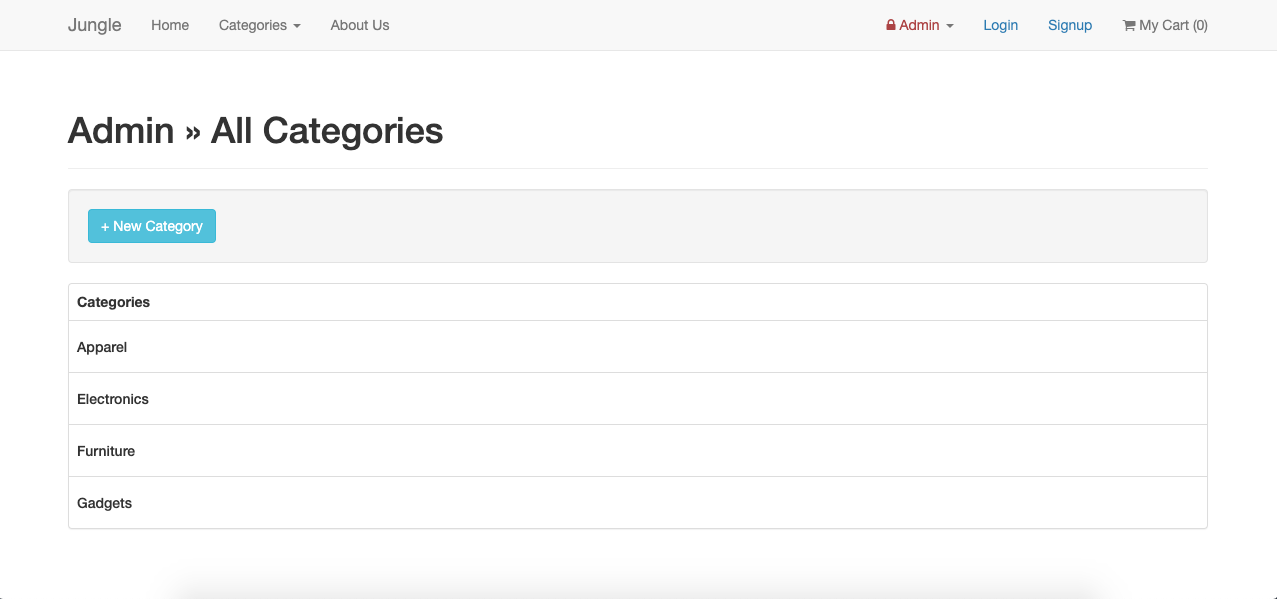 Jungle Home Categories About Us Admin Login Signup My Cart (0)
Admin » All Categories
+ New Category
Categories
Apparel
Electronics
Furniture
Gadgets